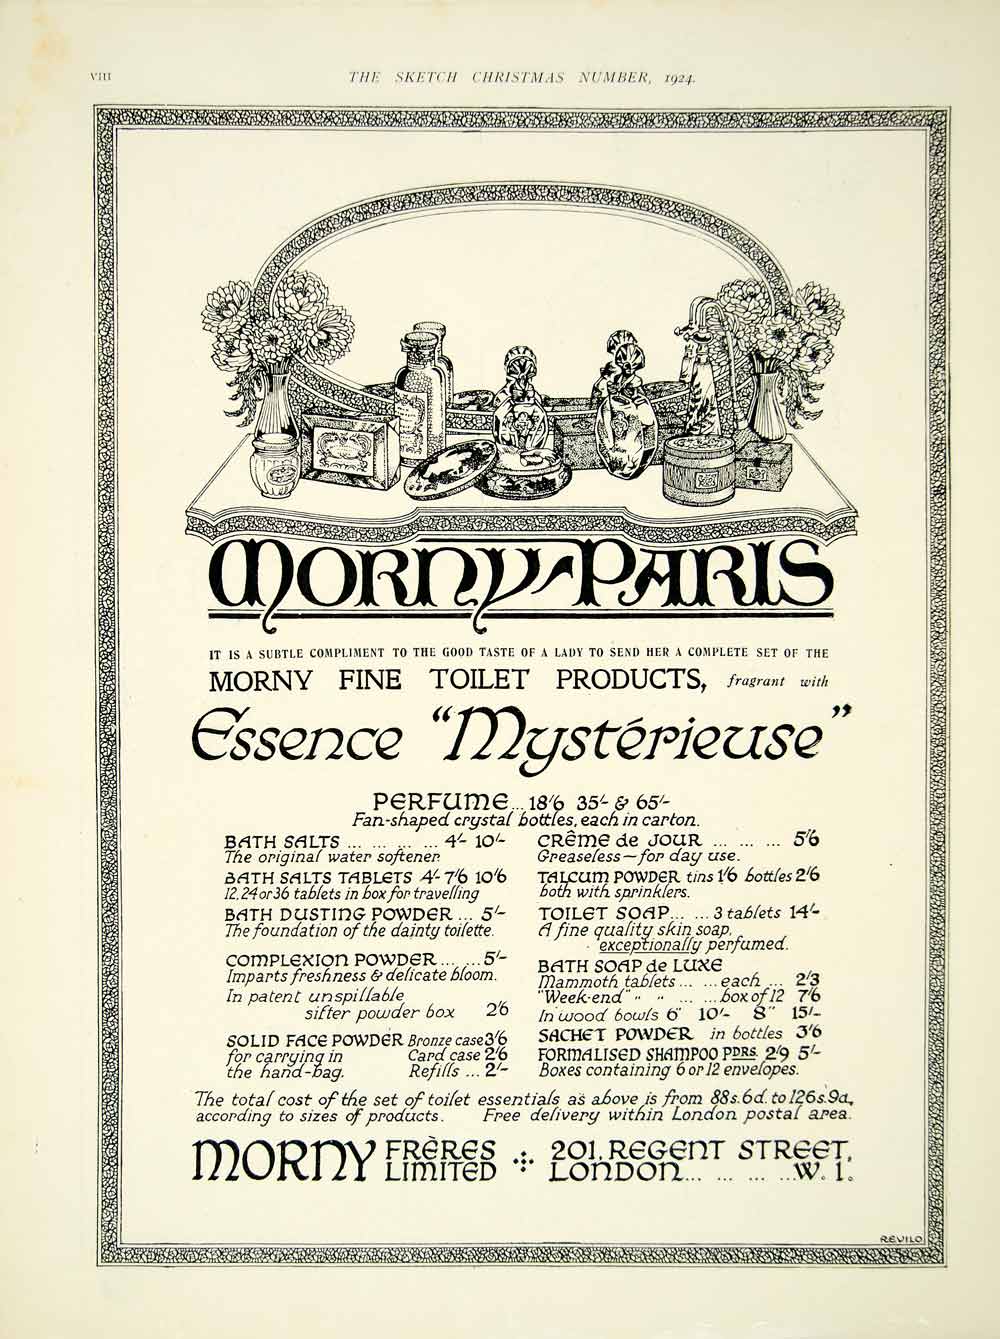 VIII
THE SKETCH CHRISTMAS NUMBER, 1924.
MORNY-PARIS
IT IS A SUBTLE COMPLIMENT TO THE GOOD TASTE OF A LADY TO SEND HER A COMPLETE SET OF THE
MORNY FINE TOILET PRODUCTS, fragrant with
Essence “Mystérieuse”
PERFUME... 18/6 35/- & 65/-
Fan-shaped crystal bottles, each in carton.
BATH SALTS ... ... ... ... 4/- 10/-
The original water softener.
BATH SALTS TABLETS 4/- 7/6 10/6
12, 24 or 36 tablets in box for travelling
BATH DUSTING POWDER ... 5/-
The foundation of the dainty toilette.
COMPLEXION POWDER ... ... 5/-
Imparts freshness & delicate bloom.
In patent unspillable
sifter powder box 2/6
SOLID FACE POWDER Bronze case 3/6
for carrying in Card case 2/6
the hand-bag. Refills ... 2/-
CRÊME de JOUR ... ... ... 5/6
Greaseless—for day use.
TALCUM POWDER tins 1/6 bottles 2/6
both with sprinklers.
TOILET SOAP... ... 3 tablets 14/-
A fine quality skin soap,
exceptionally perfumed.
BATH SOAP de LUXE
Mammoth tablets ... ... each ... 2/3
"Week-end" " " ... ... box of 12 7/6
In wood bowls 6" 10/- 8" 15/-
SACHET POWDER in bottles 3/6
FORMALISED SHAMPOO PDRS. 2/9 5/-
Boxes containing 6 or 12 envelopes.
The total cost of the set of toilet essentials as above is from 88s. 6d. to 126s. 9d.,
according to sizes of products. Free delivery within London postal area.
MORNY FRÈRES LIMITED
201, REGENT STREET,
LONDON... ... ... ...W. 1.
REVILO